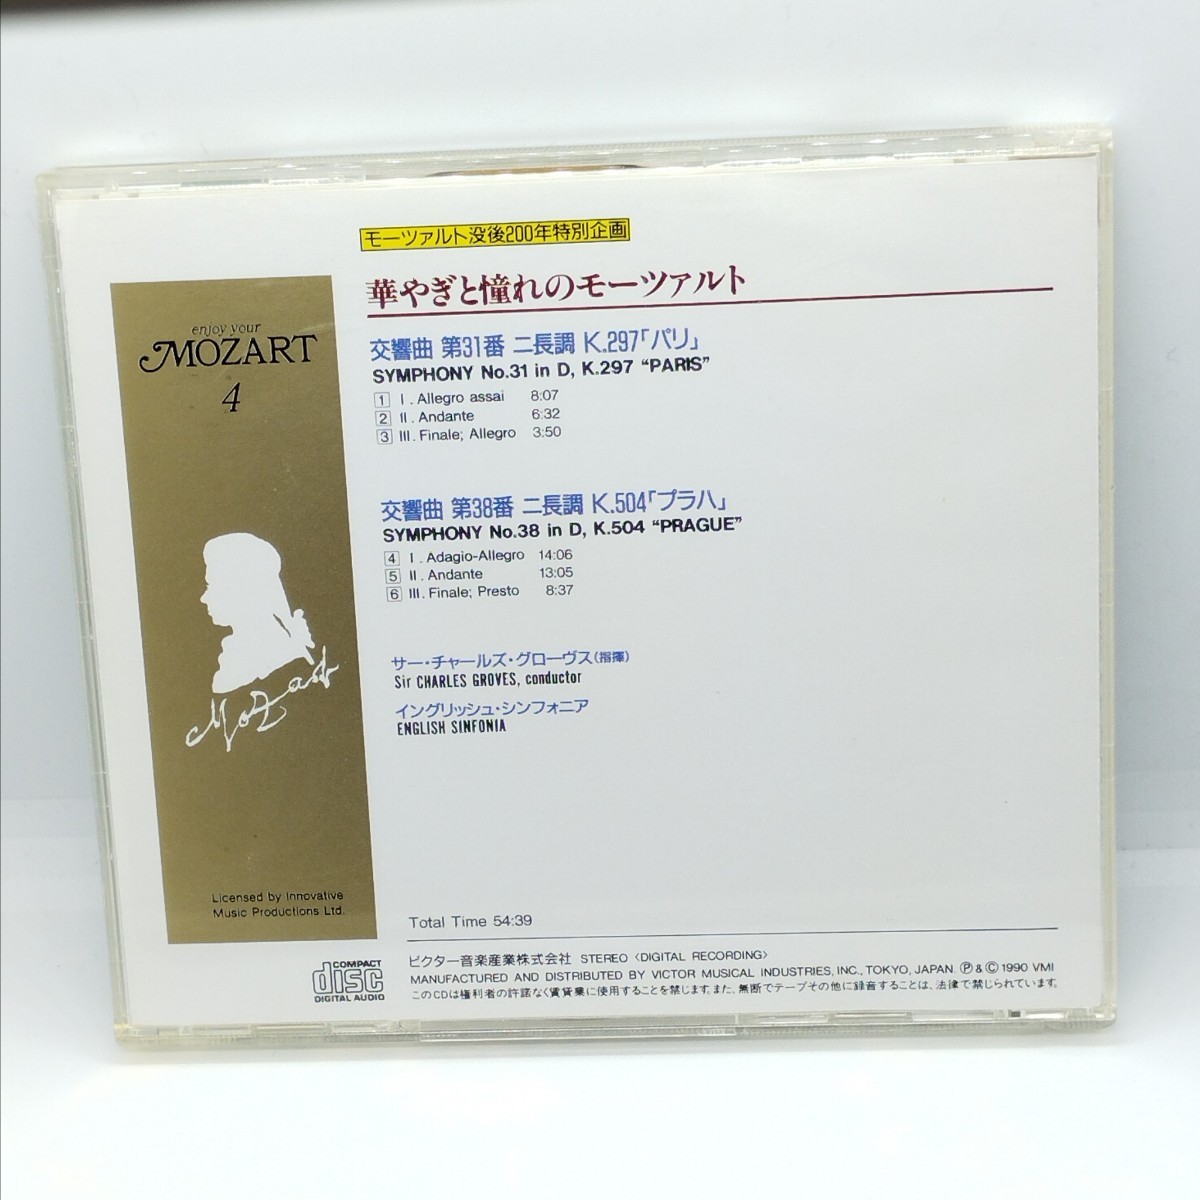 モーツァルト没後200年特別企画
華やぎと憧れのモーツァルト
enjoy your
MOZART
4
交響曲 第31番 ニ長調 K.297「パリ」
SYMPHONY No.31 in D, K.297 “PARIS”
1 I. Allegro assai 8:07
2 II. Andante 6:32
3 III. Finale; Allegro 3:50
交響曲 第38番 ニ長調 K.504「プラハ」
SYMPHONY No.38 in D, K.504 “PRAGUE”
4 I. Adagio-Allegro 14:06
5 II. Andante 13:05
6 III. Finale; Presto 8:37
サー・チャールズ・グローヴス(指揮)
Sir CHARLES GROVES, conductor
イングリッシュ・シンフォニア
ENGLISH SINFONIA
Mozart
Licensed by Innovative
Music Productions Ltd.
Total Time 54:39
COMPACT
disc
DIGITAL AUDIO
ビクター音楽産業株式会社 STEREO〈DIGITAL RECORDING〉
MANUFACTURED AND DISTRIBUTED BY VICTOR MUSICAL INDUSTRIES, INC., TOKYO, JAPAN. Ⓟ&Ⓒ 1990 VMI
このCDは権利者の許諾なく賃貸業に使用することを禁じます。また、無断でテープその他に録音することは、法律で禁じられています。